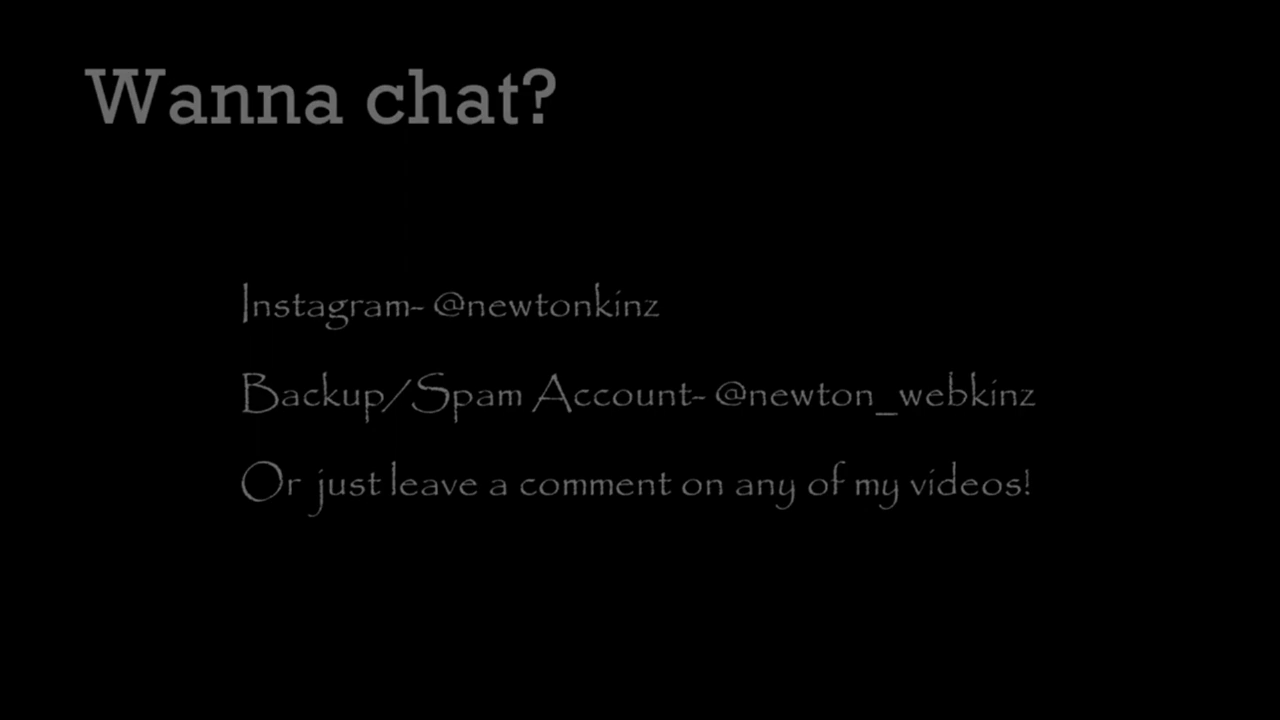 Wanna chat?
Instagram- @newtonkinz
Backup/Spam Account- @newton_webkinz
Or just leave a comment on any of my videos!